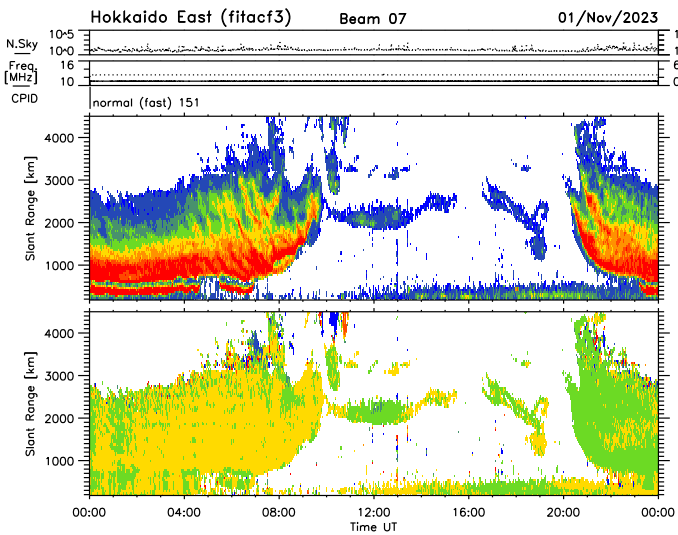 Hokkaido East (fitacf3) Beam 07 01/Nov/2023
N.Sky 10^5 10^0
Freq. [MHz] 16 10 6 0
CPID normal (fast) 151
Slant Range [km] 4000 3000 2000 1000
Slant Range [km] 4000 3000 2000 1000
00:00 04:00 08:00 12:00 16:00 20:00 00:00
Time UT